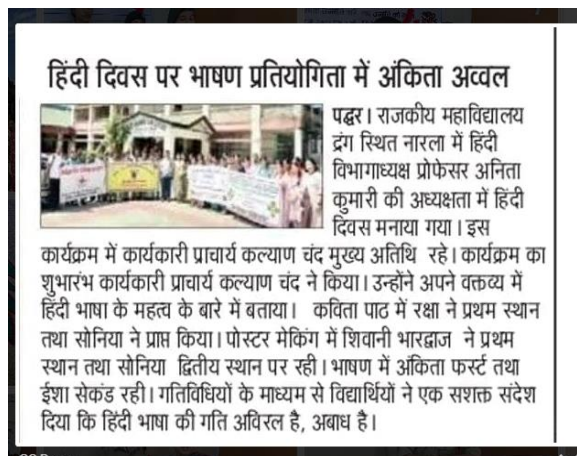 हिंदी दिवस पर भाषण प्रतियोगिता में अंकिता अव्वल
पद्धर। राजकीय महाविद्यालय
द्रंग स्थित नारला में हिंदी
विभागाध्यक्ष प्रोफेसर अनिता
कुमारी की अध्यक्षता में हिंदी
दिवस मनाया गया। इस
कार्यक्रम में कार्यकारी प्राचार्य कल्याण चंद मुख्य अतिथि रहे। कार्यक्रम का
शुभारंभ कार्यकारी प्राचार्य कल्याण चंद ने किया। उन्होंने अपने वक्तव्य में
हिंदी भाषा के महत्व के बारे में बताया। कविता पाठ में रक्षा ने प्रथम स्थान
तथा सोनिया ने प्राप्त किया। पोस्टर मेकिंग में शिवानी भारद्वाज ने प्रथम
स्थान तथा सोनिया द्वितीय स्थान पर रही। भाषण में अंकिता फर्स्ट तथा
ईशा सेकंड रही। गतिविधियों के माध्यम से विद्यार्थियों ने एक सशक्त संदेश
दिया कि हिंदी भाषा की गति अविरल है, अबाध है।